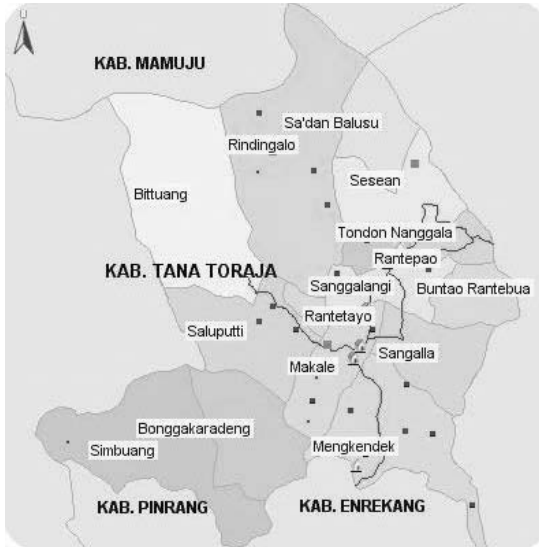 U
KAB. MAMUJU
Sa'dan Balusu
Rindingalo
Sesean
Bittuang
Tondon Nanggala
Rantepao
KAB. TANA TORAJA
Sanggalangi
Buntao Rantebua
Rantetayo
Saluputti
Sangalla
Makale
Bonggakaradeng
Mengkendek
Simbuang
KAB. PINRANG
KAB. ENREKANG